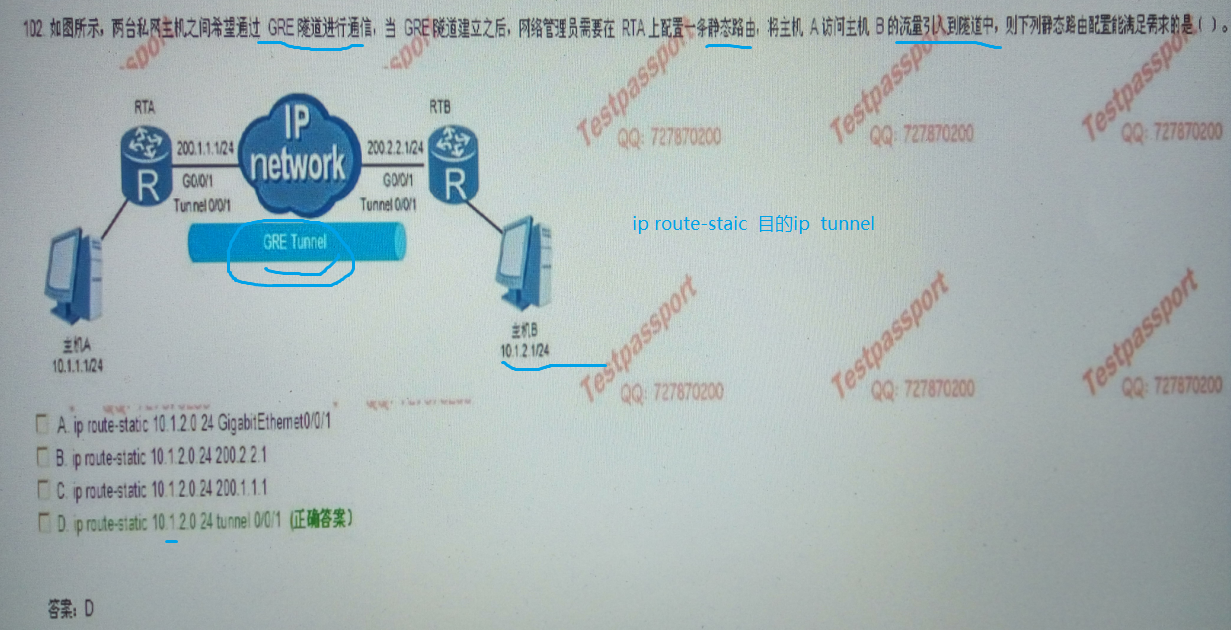 102 如图所示，两台私网主机之间希望通过 GRE 隧道进行通信，当 GRE隧道建立之后，网络管理员需要在 RTA上配置一条静态路由，将主机 A访问主机 B的流量引入到隧道中，则下列静态路由配置能满足需求的是（ ）。
Testpassport
QQ: 727870200
Testpassport
QQ: 727870200
Testpassport
QQ: 727870200
RTA
RTB
IP
network
200.1.1.1/24
200.2.2.1/24
R
R
G0/0/1
G0/0/1
Tunnel 0/0/1
Tunnel 0/0/1
GRE Tunnel
ip route-staic 目的ip tunnel
主机A
10.1.1.1/24
主机B
10.1.2.1/24
Testpassport
QQ: 727870200
Testpassport
QQ: 727870200
Testpassport
QQ: 727870200
A. ip route-static 10.1.2.0 24 GigabitEthernet0/0/1
B. ip route-static 10.1.2.0 24 200.2.2.1
C. ip route-static 10.1.2.0 24 200.1.1.1
D. ip route-static 10.1.2.0 24 tunnel 0/0/1 (正确答案)
答案：D